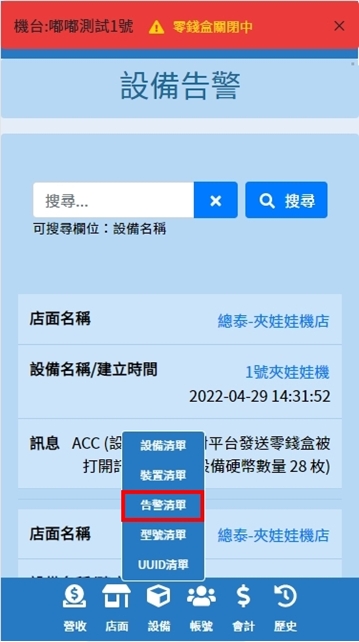 機台:嘟嘟測試1號 零錢盒關閉中 ×
設備告警
搜尋... × 搜尋
可搜尋欄位：設備名稱
店面名稱 總泰-夾娃娃機店
設備名稱/建立時間 1號夾娃娃機
2022-04-29 14:31:52
訊息 ACC (設 對平台發送零錢盒被
打開 設備硬幣數量 28 枚)
設備清單
裝置清單
告警清單
型號清單
UUID清單
店面名稱 總泰-夾娃娃機店
營收 店面 設備 帳號 會計 歷史